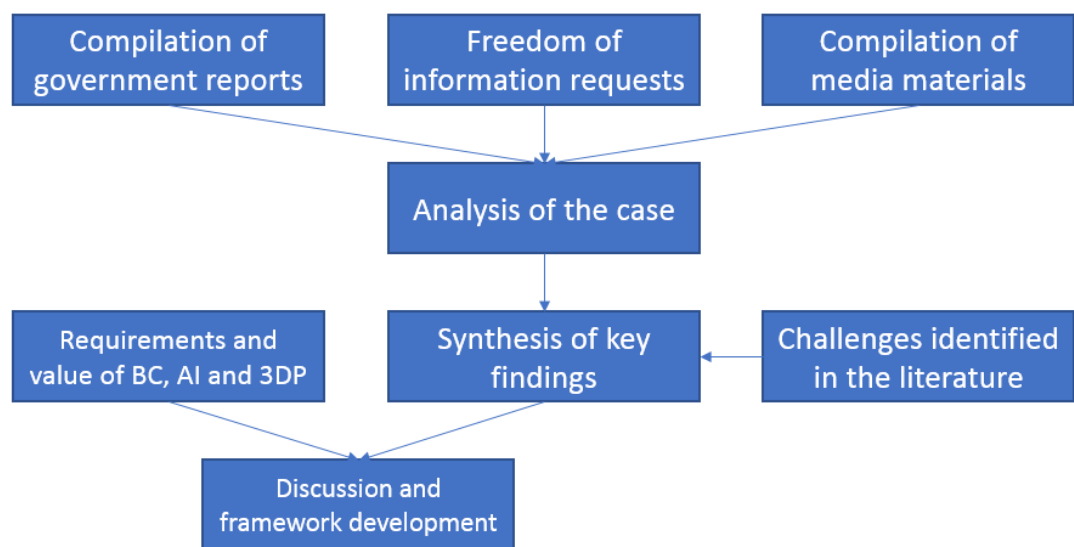 Compilation of
government reports
Freedom of
information requests
Compilation of
media materials
Analysis of the case
Requirements and
value of BC, AI and 3DP
Synthesis of key
findings
Challenges identified
in the literature
Discussion and
framework development